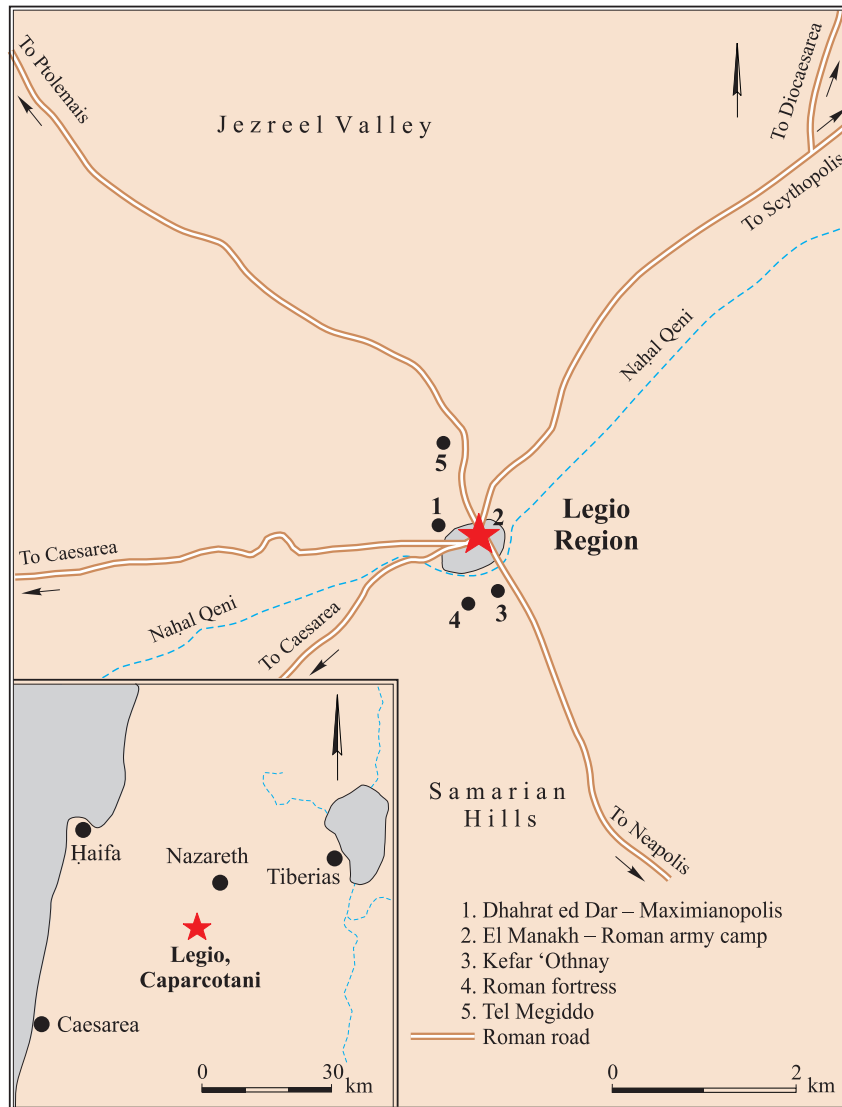 To Ptolemais
Jezreel Valley
To Diocaesarea
To Scythopolis
Naḥal Qeni
5
1
2
Legio
Region
To Caesarea
Naḥal Qeni
To Caesarea
4
3
Samarian
Hills
To Neapolis
Ḥaifa
Nazareth
Tiberias
Legio,
Caparcotani
Caesarea
0 30 km
1. Dhahrat ed Dar – Maximianopolis
2. El Manakh – Roman army camp
3. Kefar ‘Othnay
4. Roman fortress
5. Tel Megiddo
Roman road
0 2 km